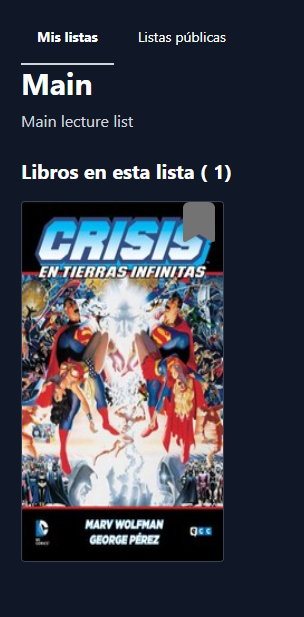 Mis listas
Listas públicas
Main
Main lecture list
Libros en esta lista ( 1)
CRISIS
EN TIERRAS INFINITAS
MARV WOLFMAN
GEORGE PÉREZ
ecc